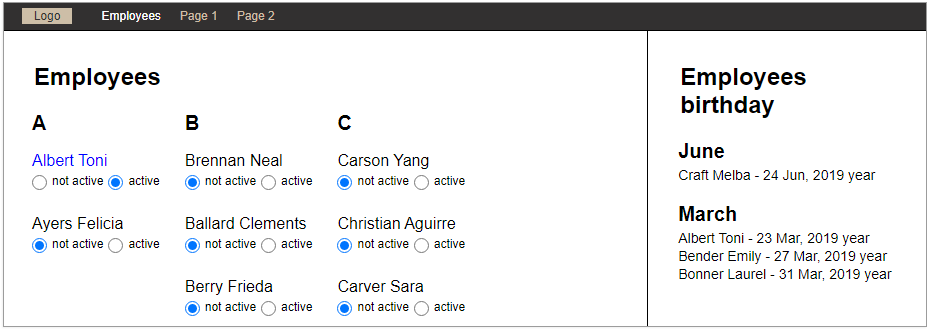 Logo Employees Page 1 Page 2
Employees
A B C
Albert Toni Brennan Neal Carson Yang
not active active not active active not active active
Ayers Felicia Ballard Clements Christian Aguirre
not active active not active active not active active
Berry Frieda Carver Sara
not active active not active active
Employees
birthday
June
Craft Melba - 24 Jun, 2019 year
March
Albert Toni - 23 Mar, 2019 year
Bender Emily - 27 Mar, 2019 year
Bonner Laurel - 31 Mar, 2019 year